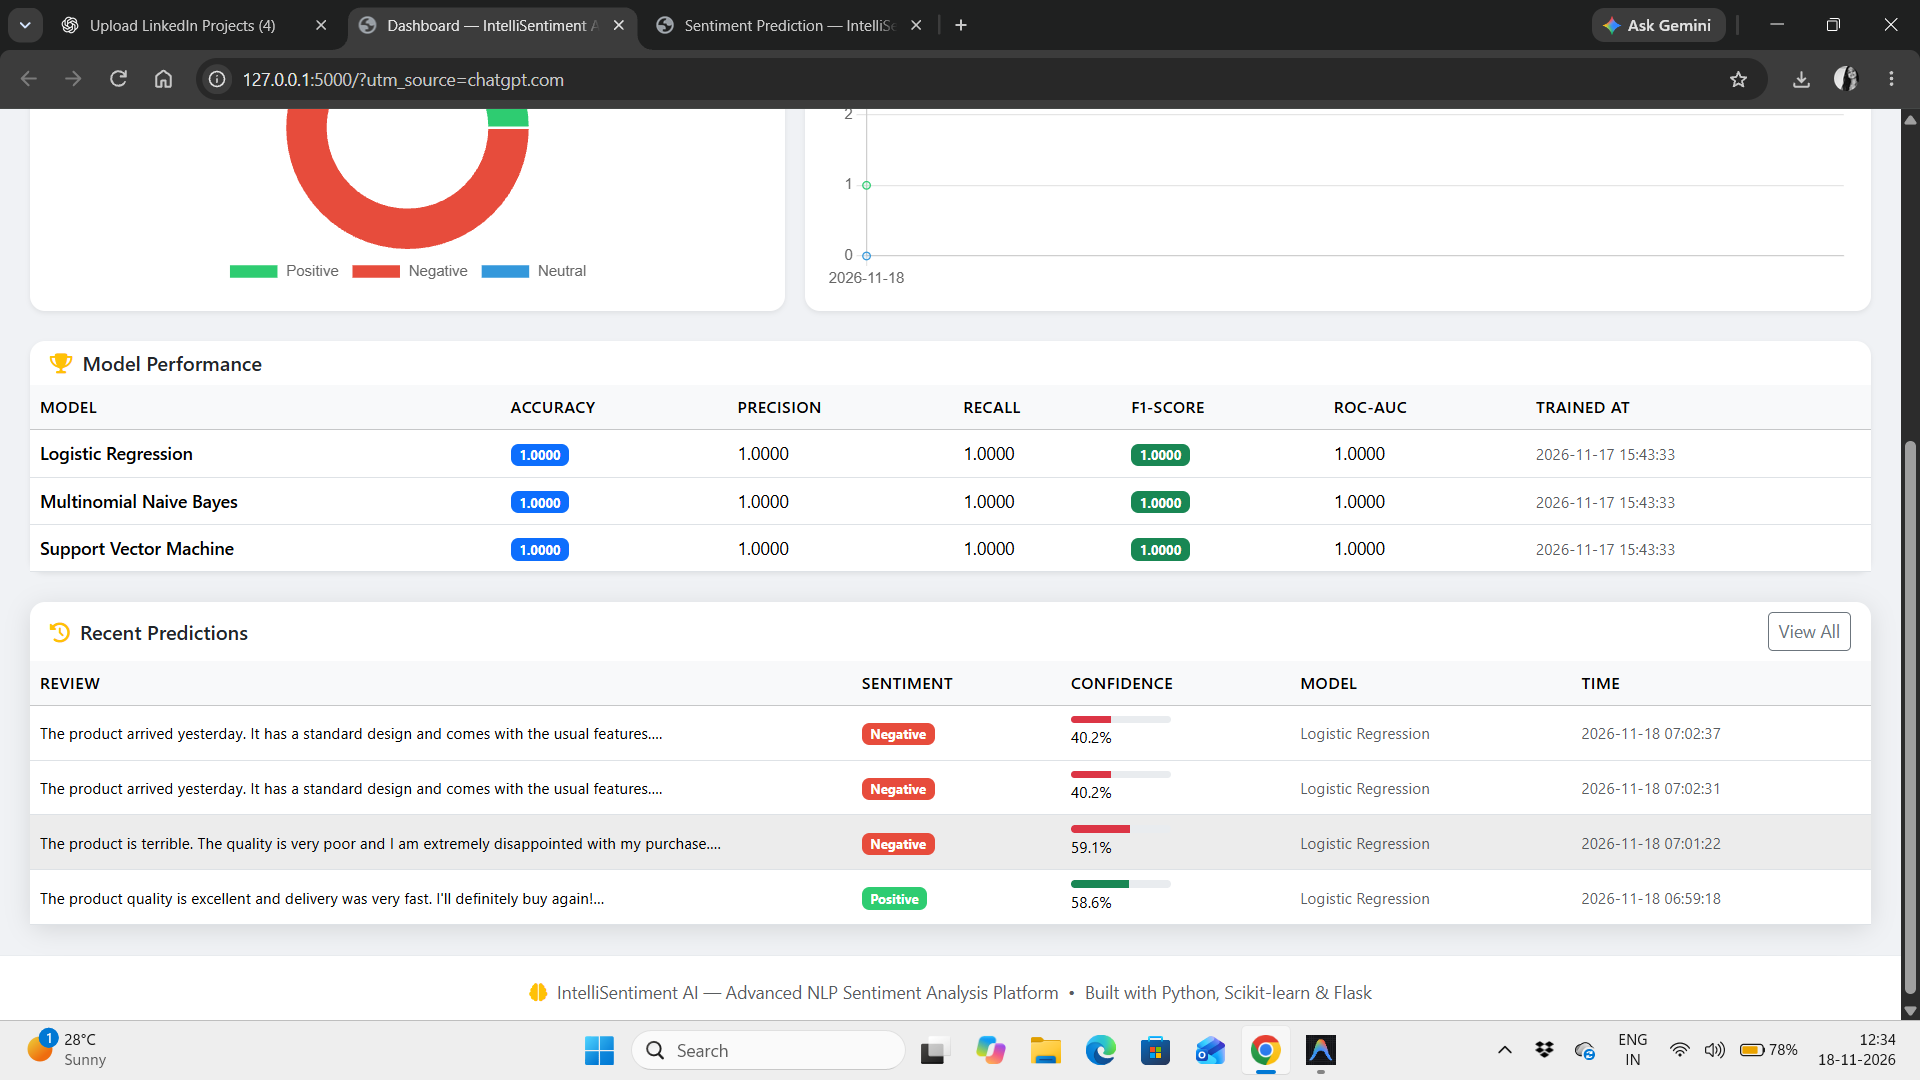 Upload LinkedIn Projects (4)
Dashboard — IntelliSentiment A
Sentiment Prediction — IntelliSe
Ask Gemini
127.0.0.1:5000/?utm_source=chatgpt.com
Positive Negative Neutral
2
1
0
2026-11-18
Model Performance
MODEL ACCURACY PRECISION RECALL F1-SCORE ROC-AUC TRAINED AT
Logistic Regression 1.0000 1.0000 1.0000 1.0000 1.0000 2026-11-17 15:43:33
Multinomial Naive Bayes 1.0000 1.0000 1.0000 1.0000 1.0000 2026-11-17 15:43:33
Support Vector Machine 1.0000 1.0000 1.0000 1.0000 1.0000 2026-11-17 15:43:33
Recent Predictions View All
REVIEW SENTIMENT CONFIDENCE MODEL TIME
The product arrived yesterday. It has a standard design and comes with the usual features.... Negative 40.2% Logistic Regression 2026-11-18 07:02:37
The product arrived yesterday. It has a standard design and comes with the usual features.... Negative 40.2% Logistic Regression 2026-11-18 07:02:31
The product is terrible. The quality is very poor and I am extremely disappointed with my purchase.... Negative 59.1% Logistic Regression 2026-11-18 07:01:22
The product quality is excellent and delivery was very fast. I'll definitely buy again!... Positive 58.6% Logistic Regression 2026-11-18 06:59:18
IntelliSentiment AI — Advanced NLP Sentiment Analysis Platform • Built with Python, Scikit-learn & Flask
1
28°C
Sunny
Search
ENG
IN
78%
12:34
18-11-2026